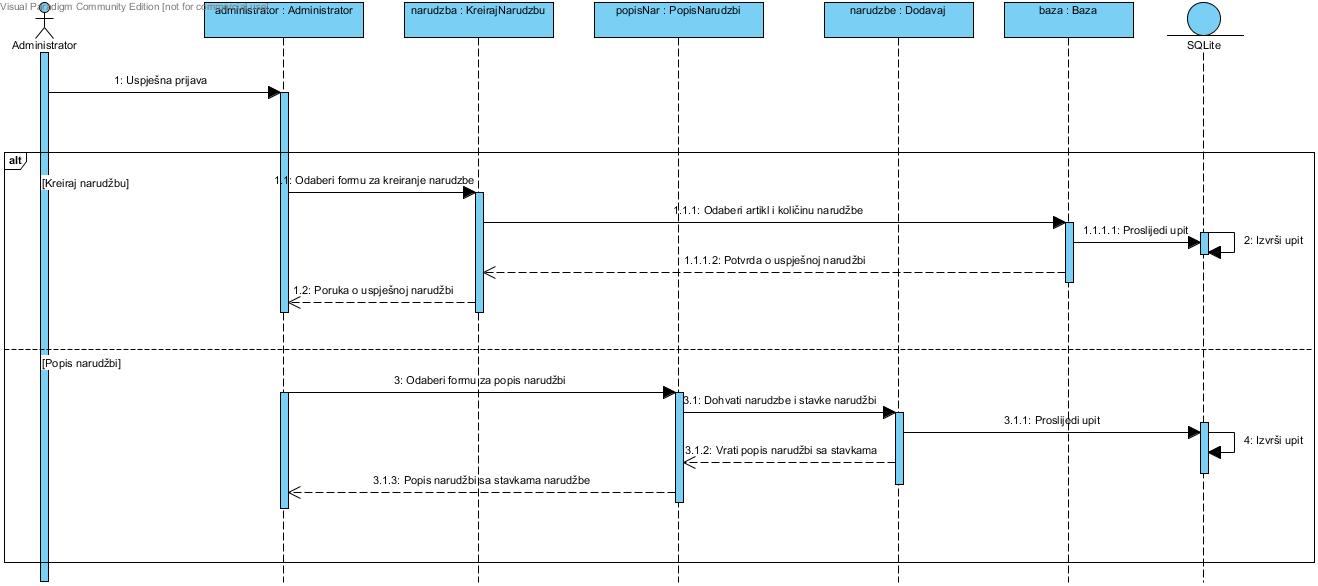 Visual Paradigm Community Edition [not for commercial use]
administrator : Administrator
narudzba : KreirajNarudzbu
popisNar : PopisNarudzbi
narudzbe : Dodavaj
baza : Baza
Administrator
SQLite
1: Uspješna prijava
alt
[Kreiraj narudžbu]
1.1: Odaberi formu za kreiranje narudzbe
1.1.1: Odaberi artikl i količinu narudžbe
1.1.1.1: Proslijedi upit
2: Izvrši upit
1.1.1.2: Potvrda o uspješnoj narudžbi
1.2: Poruka o uspješnoj narudžbi
[Popis narudžbi]
3: Odaberi formu za popis narudžbi
3.1: Dohvati narudzbe i stavke narudžbi
3.1.1: Proslijedi upit
4: Izvrši upit
3.1.2: Vrati popis narudžbi sa stavkama
3.1.3: Popis narudžbi sa stavkama narudžbe